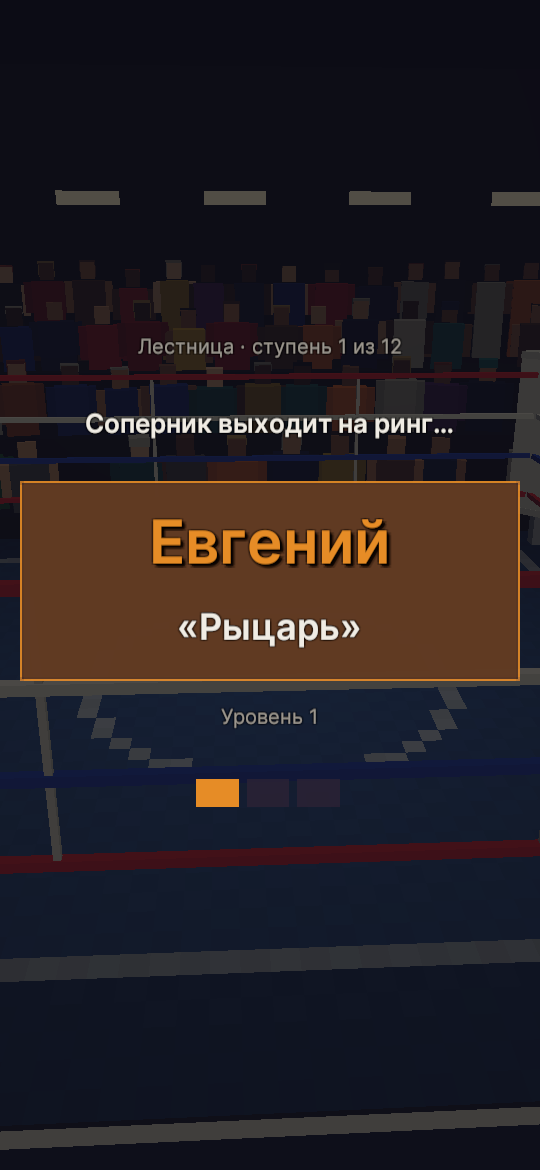 Лестница · ступень 1 из 12
Соперник выходит на ринг...
Евгений
«Рыцарь»
Уровень 1